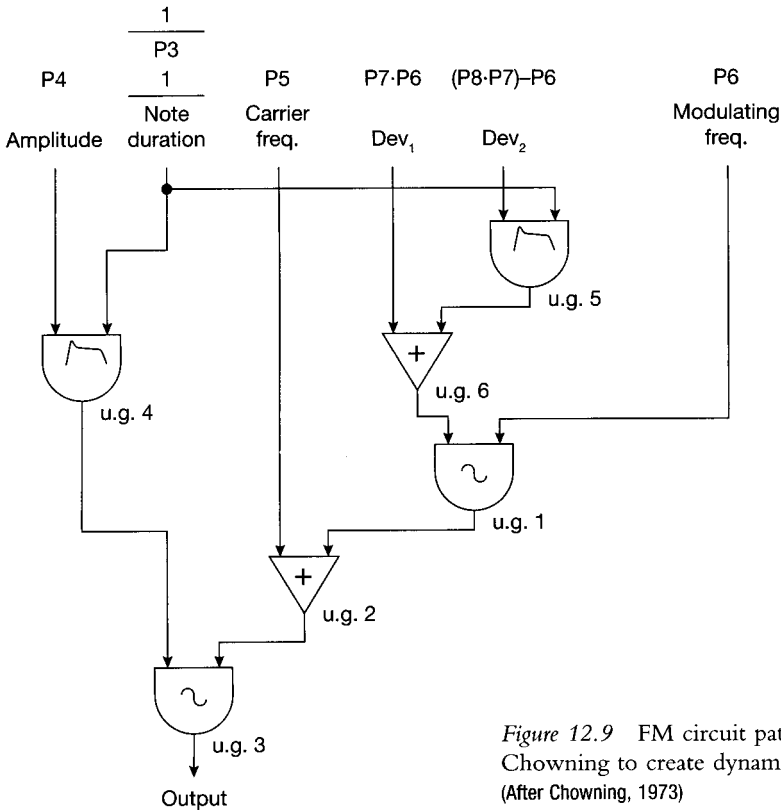 1
P3
P4
1
P5
P7·P6
(P8·P7)–P6
P6
Amplitude
Note
duration
Carrier
freq.
Dev₁
Dev₂
Modulating
freq.
u.g. 5
+
u.g. 6
u.g. 4
u.g. 1
+
u.g. 2
u.g. 3
Output
Figure 12.9 FM circuit
Chowning to create
(After Chowning, 1973)